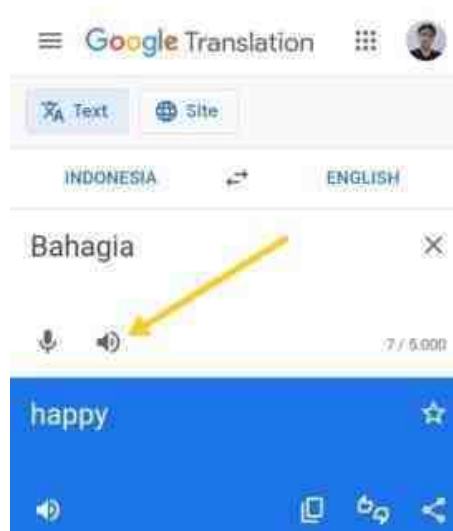 Google Translation
Text Site
INDONESIA ENGLISH
Bahagia
7 / 5.000
happy